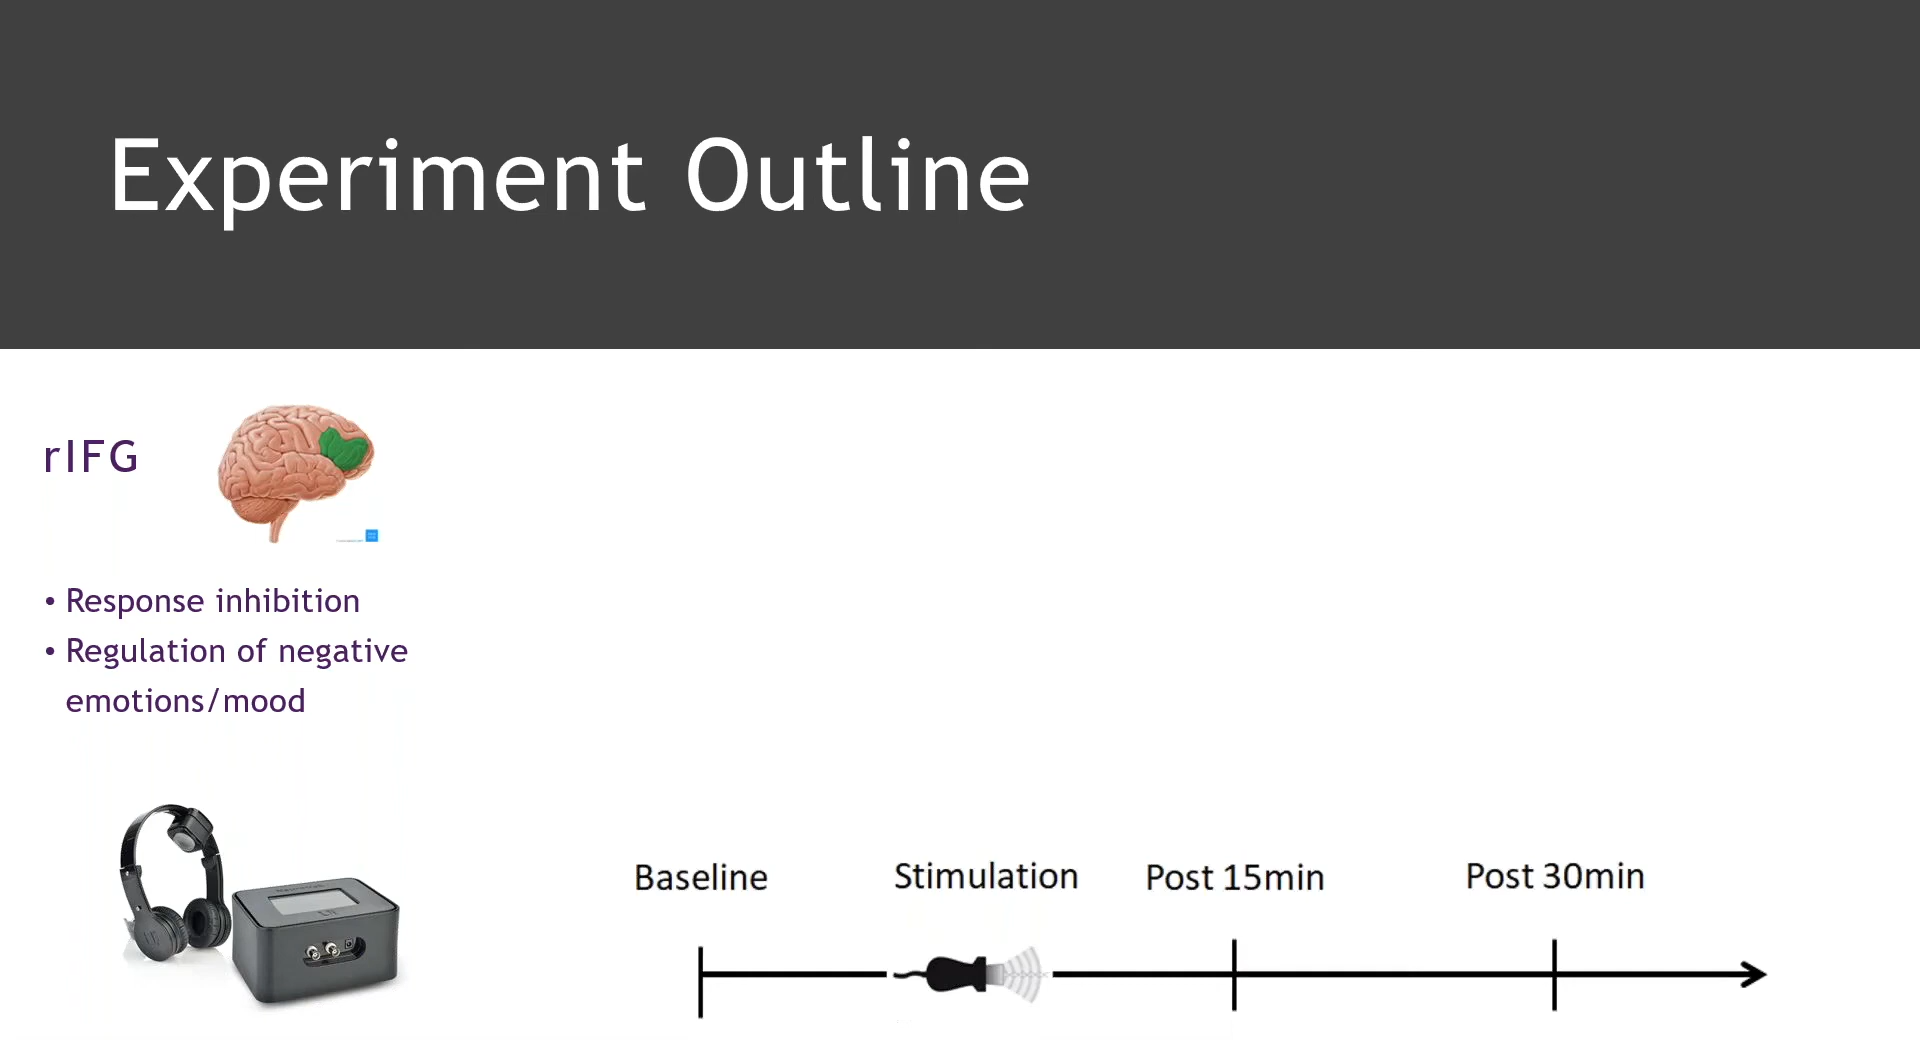 Experiment Outline
rIFG
• Response inhibition
• Regulation of negative
emotions/mood
Baseline
Stimulation
Post 15min
Post 30min